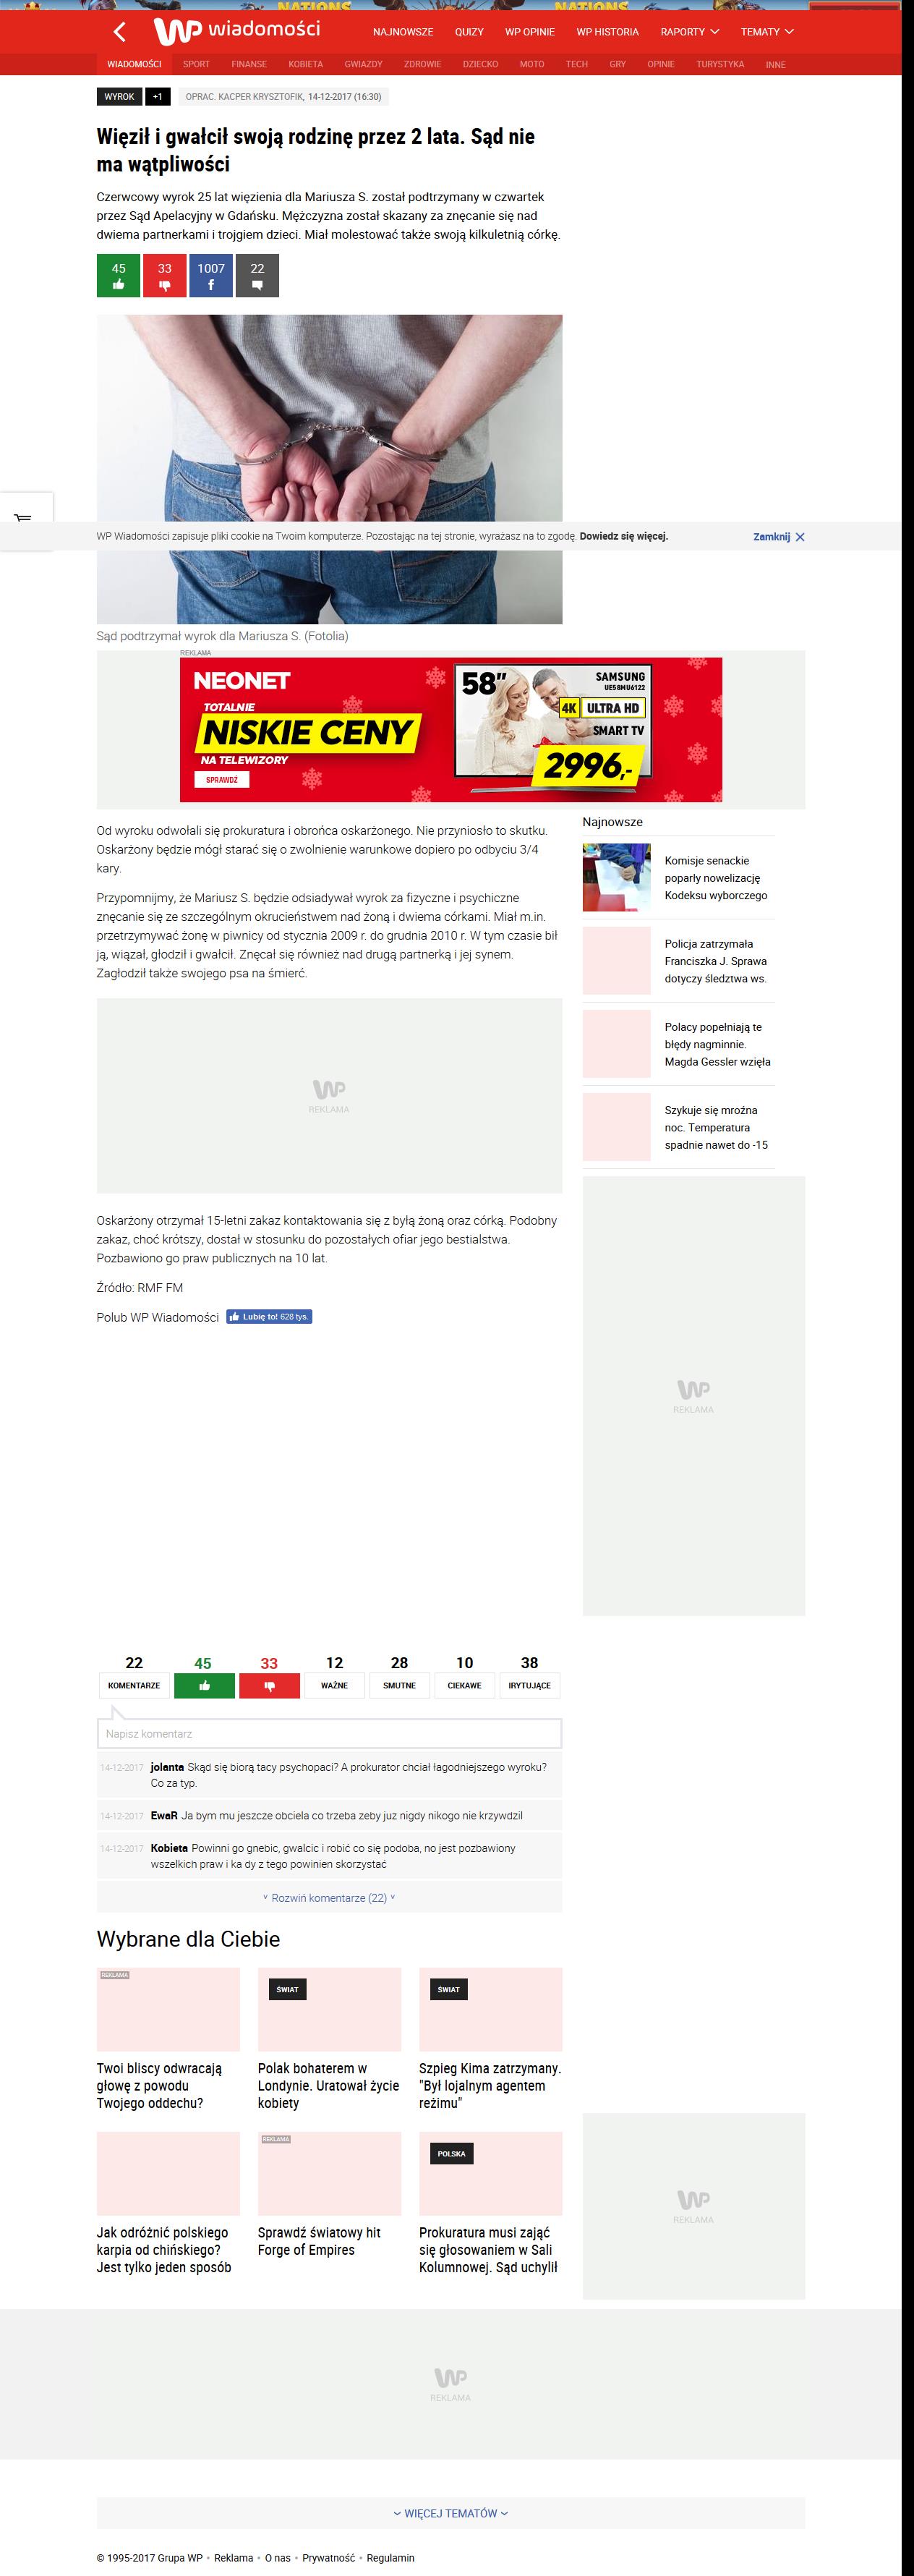 NATIONS
NATIONS
WP wiadomości
NAJNOWSZE
QUIZY
WP OPINIE
WP HISTORIA
RAPORTY
TEMATY
WIADOMOŚCI
SPORT
FINANSE
KOBIETA
GWIAZDY
ZDROWIE
DZIECKO
MOTO
TECH
GRY
OPINIE
TURYSTYKA
INNE
WYROK
+1
OPRAC. KACPER KRYSZTOFIK, 14-12-2017 (16:30)
Więził i gwałcił swoją rodzinę przez 2 lata. Sąd nie
ma wątpliwości
Czerwcowy wyrok 25 lat więzienia dla Mariusza S. został podtrzymany w czwartek
przez Sąd Apelacyjny w Gdańsku. Mężczyzna został skazany za znęcanie się nad
dwiema partnerkami i trojgiem dzieci. Miał molestować także swoją kilkuletnią córkę.
45
33
1007
22
WP Wiadomości zapisuje pliki cookie na Twoim komputerze. Pozostając na tej stronie, wyrażasz na to zgodę. Dowiedz się więcej.
Zamknij
Sąd podtrzymał wyrok dla Mariusza S. (Fotolia)
REKLAMA
NEONET
TOTALNIE
NISKIE CENY
NA TELEWIZORY
SPRAWDŹ
58"
SAMSUNG
UE58MU6122
4K ULTRA HD
SMART TV
2996,-
Od wyroku odwołali się prokuratura i obrońca oskarżonego. Nie przyniosło to skutku.
Oskarżony będzie mógł starać się o zwolnienie warunkowe dopiero po odbyciu 3/4
kary.
Przypomnijmy, że Mariusz S. będzie odsiadywał wyrok za fizyczne i psychiczne
znęcanie się ze szczególnym okrucieństwem nad żoną i dwiema córkami. Miał m.in.
przetrzymywać żonę w piwnicy od stycznia 2009 r. do grudnia 2010 r. W tym czasie bił
ją, wiązał, głodził i gwałcił. Znęcał się również nad drugą partnerką i jej synem.
Zagłodził także swojego psa na śmierć.
WP
REKLAMA
Oskarżony otrzymał 15-letni zakaz kontaktowania się z byłą żoną oraz córką. Podobny
zakaz, choć krótszy, dostał w stosunku do pozostałych ofiar jego bestialstwa.
Pozbawiono go praw publicznych na 10 lat.
Źródło: RMF FM
Polub WP Wiadomości
Lubię to! 628 tys.
Najnowsze
Komisje senackie
poparły nowelizację
Kodeksu wyborczego
Policja zatrzymała
Franciszka J. Sprawa
dotyczy śledztwa ws.
Polacy popełniają te
błędy nagminnie.
Magda Gessler wzięła
Szykuje się mroźna
noc. Temperatura
spadnie nawet do -15
WP
REKLAMA
22
KOMENTARZE
45
33
12
WAŻNE
28
SMUTNE
10
CIEKAWE
38
IRYTUJĄCE
Napisz komentarz
14-12-2017 jolanta Skąd się biorą tacy psychopaci? A prokurator chciał łagodniejszego wyroku?
Co za typ.
14-12-2017 EwaR Ja bym mu jeszcze obciela co trzeba zeby juz nigdy nikogo nie krzywdzil
14-12-2017 Kobieta Powinni go gnebic, gwalcic i robić co się podoba, no jest pozbawiony
wszelkich praw i ka dy z tego powinien skorzystać
Rozwiń komentarze (22)
Wybrane dla Ciebie
REKLAMA
Twoi bliscy odwracają
głowę z powodu
Twojego oddechu?
ŚWIAT
Polak bohaterem w
Londynie. Uratował życie
kobiety
ŚWIAT
Szpieg Kima zatrzymany.
"Był lojalnym agentem
reżimu"
Jak odróżnić polskiego
karpia od chińskiego?
Jest tylko jeden sposób
REKLAMA
Sprawdź światowy hit
Forge of Empires
POLSKA
Prokuratura musi zająć
się głosowaniem w Sali
Kolumnowej. Sąd uchylił
WP
REKLAMA
WP
REKLAMA
WIĘCEJ TEMATÓW
© 1995-2017 Grupa WP • Reklama • O nas • Prywatność • Regulamin